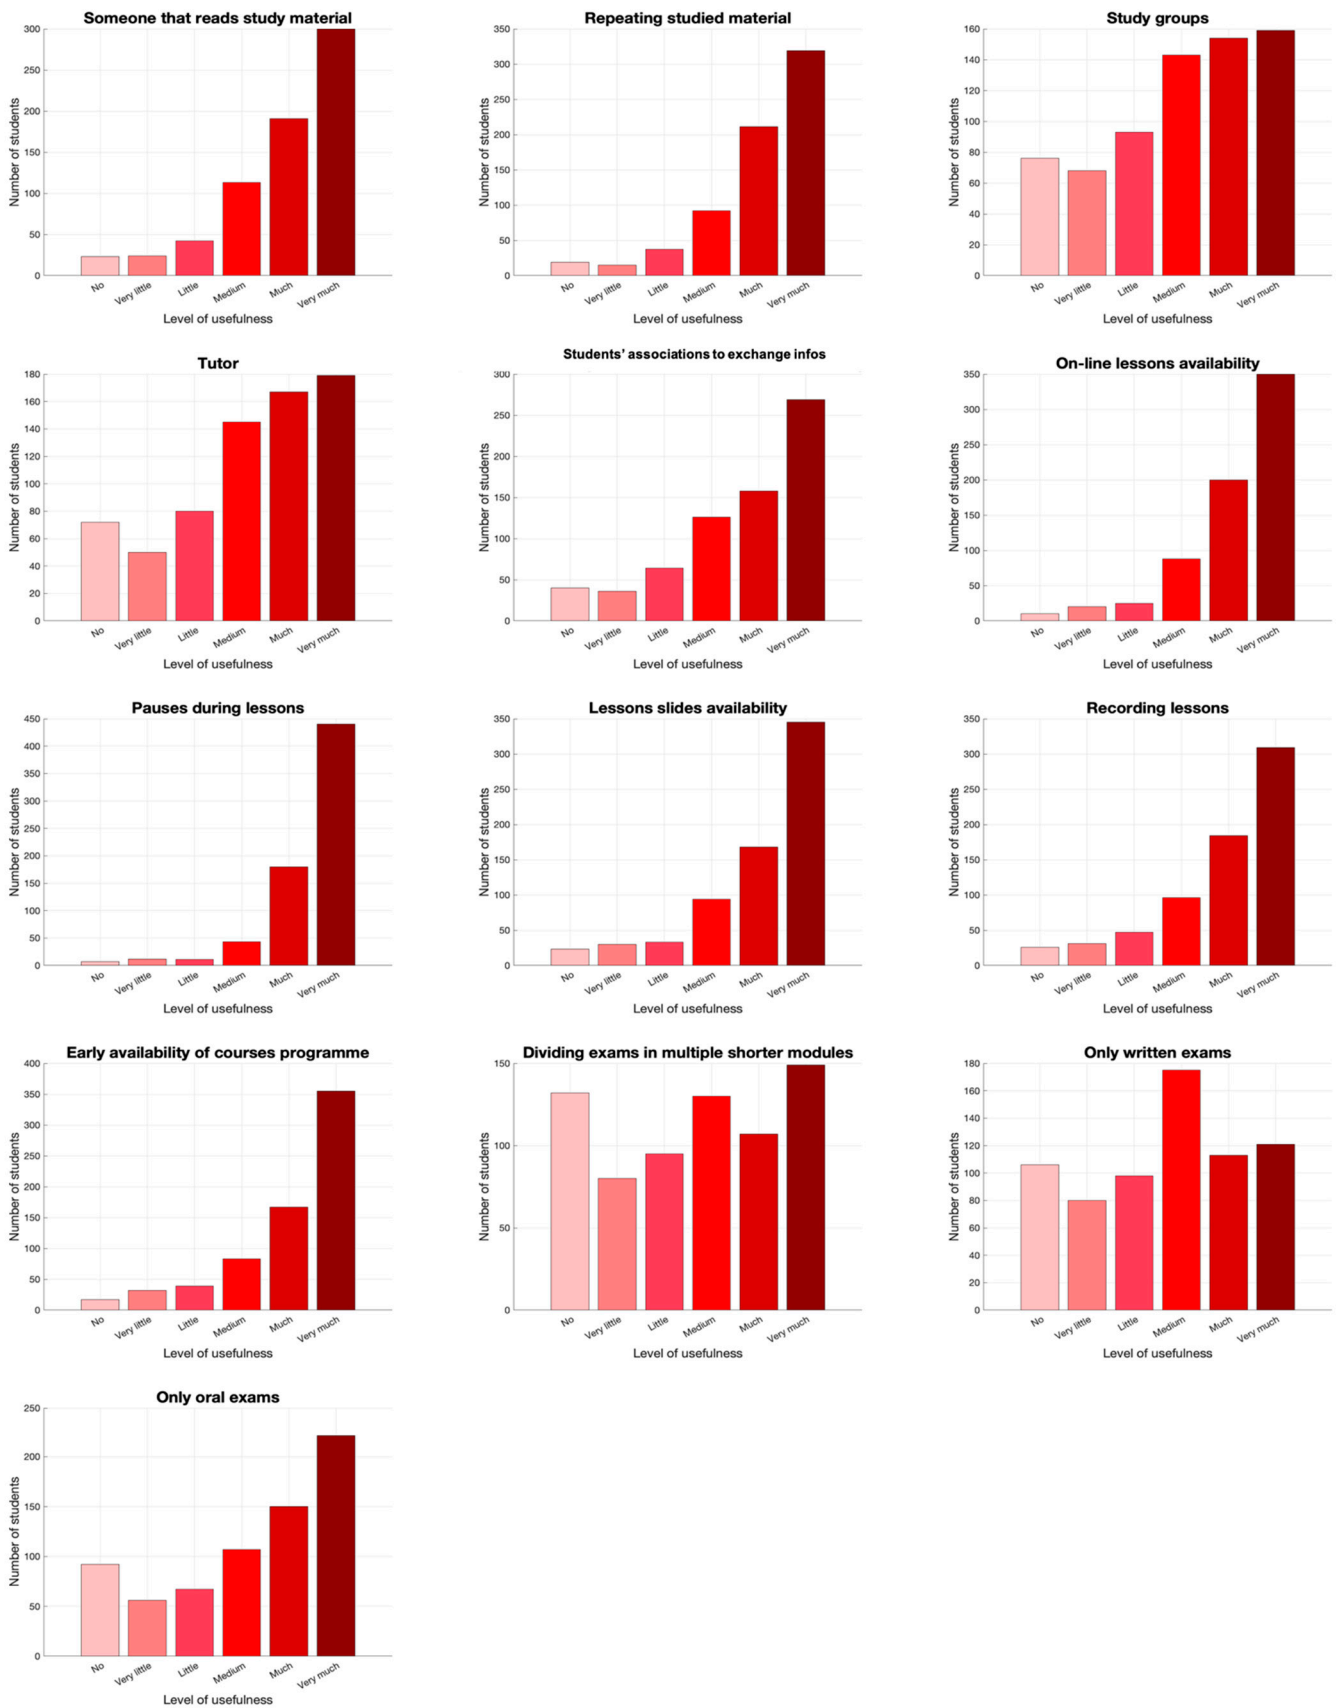 Someone that reads study material
300
250
200
150
100
50
0
Number of students
No
Very little
Little
Medium
Much
Very much
Level of usefulness
Repeating studied material
350
300
250
200
150
100
50
0
Number of students
No
Very little
Little
Medium
Much
Very much
Level of usefulness
Study groups
160
140
120
100
80
60
40
20
0
Number of students
No
Very little
Little
Medium
Much
Very much
Level of usefulness
Tutor
180
160
140
120
100
80
60
40
20
0
Number of students
No
Very little
Little
Medium
Much
Very much
Level of usefulness
Students' associations to exchange infos
300
250
200
150
100
50
0
Number of students
No
Very little
Little
Medium
Much
Very much
Level of usefulness
On-line lessons availability
350
300
250
200
150
100
50
0
Number of students
No
Very little
Little
Medium
Much
Very much
Level of usefulness
Pauses during lessons
450
400
350
300
250
200
150
100
50
0
Number of students
No
Very little
Little
Medium
Much
Very much
Level of usefulness
Lessons slides availability
350
300
250
200
150
100
50
0
Number of students
No
Very little
Little
Medium
Much
Very much
Level of usefulness
Recording lessons
350
300
250
200
150
100
50
0
Number of students
No
Very little
Little
Medium
Much
Very much
Level of usefulness
Early availability of courses programme
400
350
300
250
200
150
100
50
0
Number of students
No
Very little
Little
Medium
Much
Very much
Level of usefulness
Dividing exams in multiple shorter modules
150
100
50
0
Number of students
No
Very little
Little
Medium
Much
Very much
Level of usefulness
Only written exams
180
160
140
120
100
80
60
40
20
0
Number of students
No
Very little
Little
Medium
Much
Very much
Level of usefulness
Only oral exams
250
200
150
100
50
0
Number of students
No
Very little
Little
Medium
Much
Very much
Level of usefulness